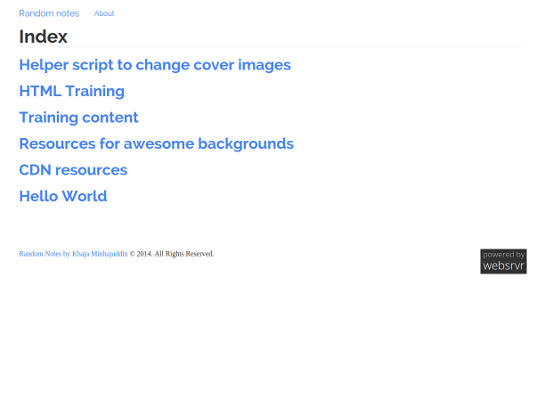 Random notes About
Index
Helper script to change cover images
HTML Training
Training content
Resources for awesome backgrounds
CDN resources
Hello World
Random Notes by Khaja Minhajuddin © 2014. All Rights Reserved.
powered by
websrvr